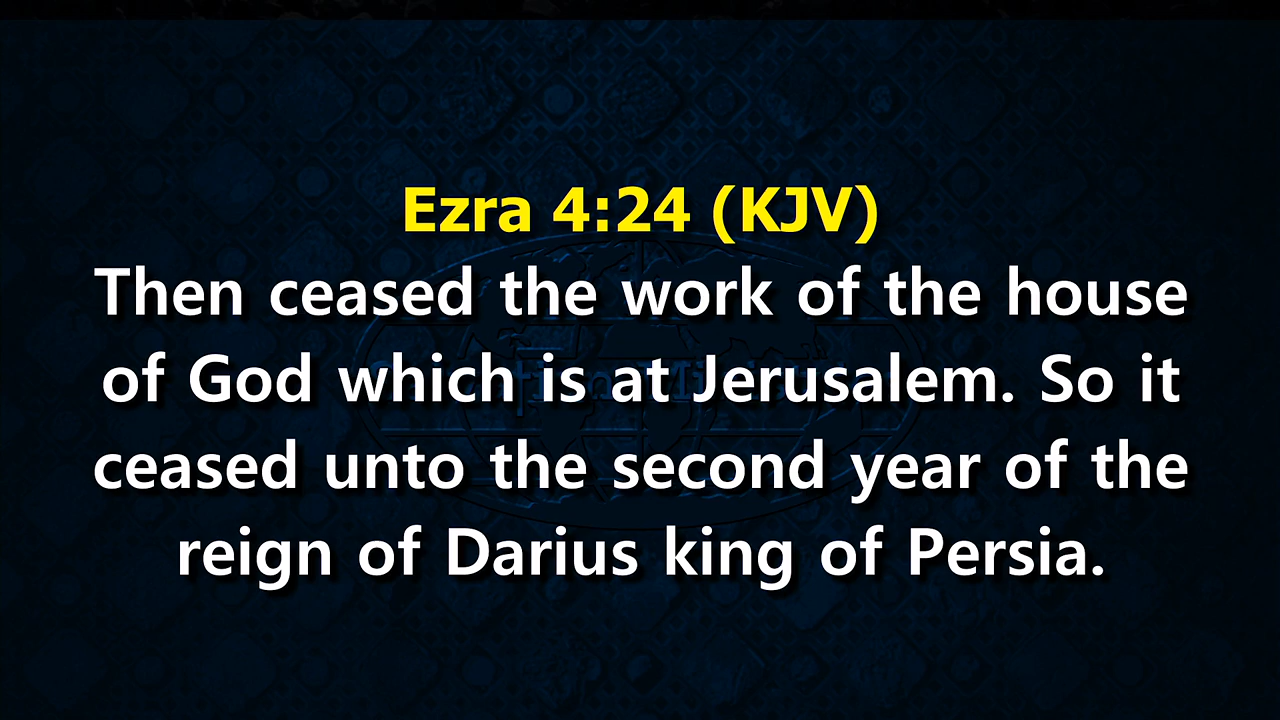 Ezra 4:24 (KJV)
Then ceased the work of the house
of God which is at Jerusalem. So it
ceased unto the second year of the
reign of Darius king of Persia.